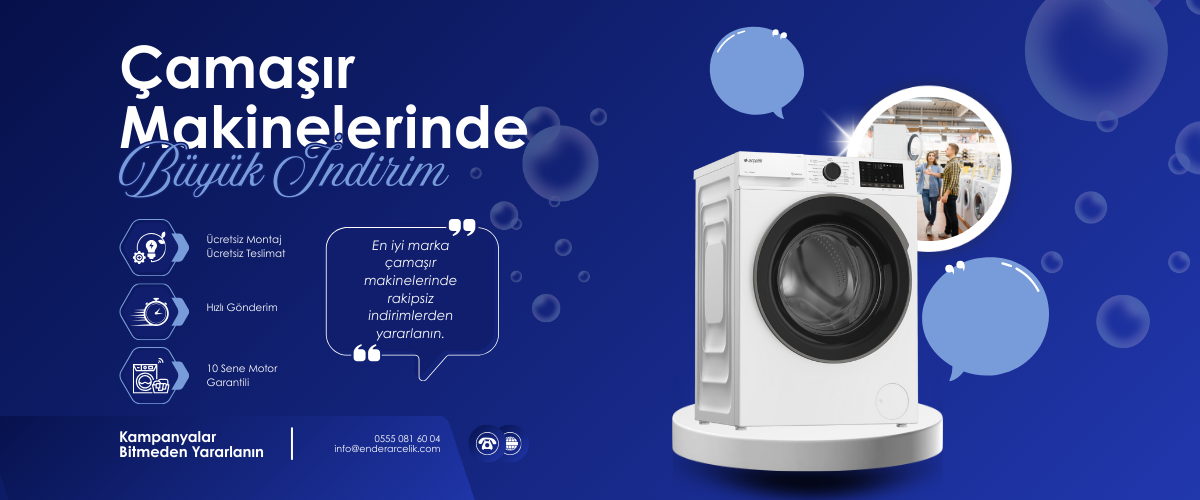 Çamaşır
Makinelerinde
Büyük İndirim
Ücretsiz Montaj
Ücretsiz Teslimat
Hızlı Gönderim
10 Sene Motor
Garantili
En iyi marka
çamaşır
makinelerinde
rakipsiz
indirimlerden
yararlanın.
Kampanyalar
Bitmeden Yararlanın
0555 081 60 04
info@enderarcelik.com
arçelik